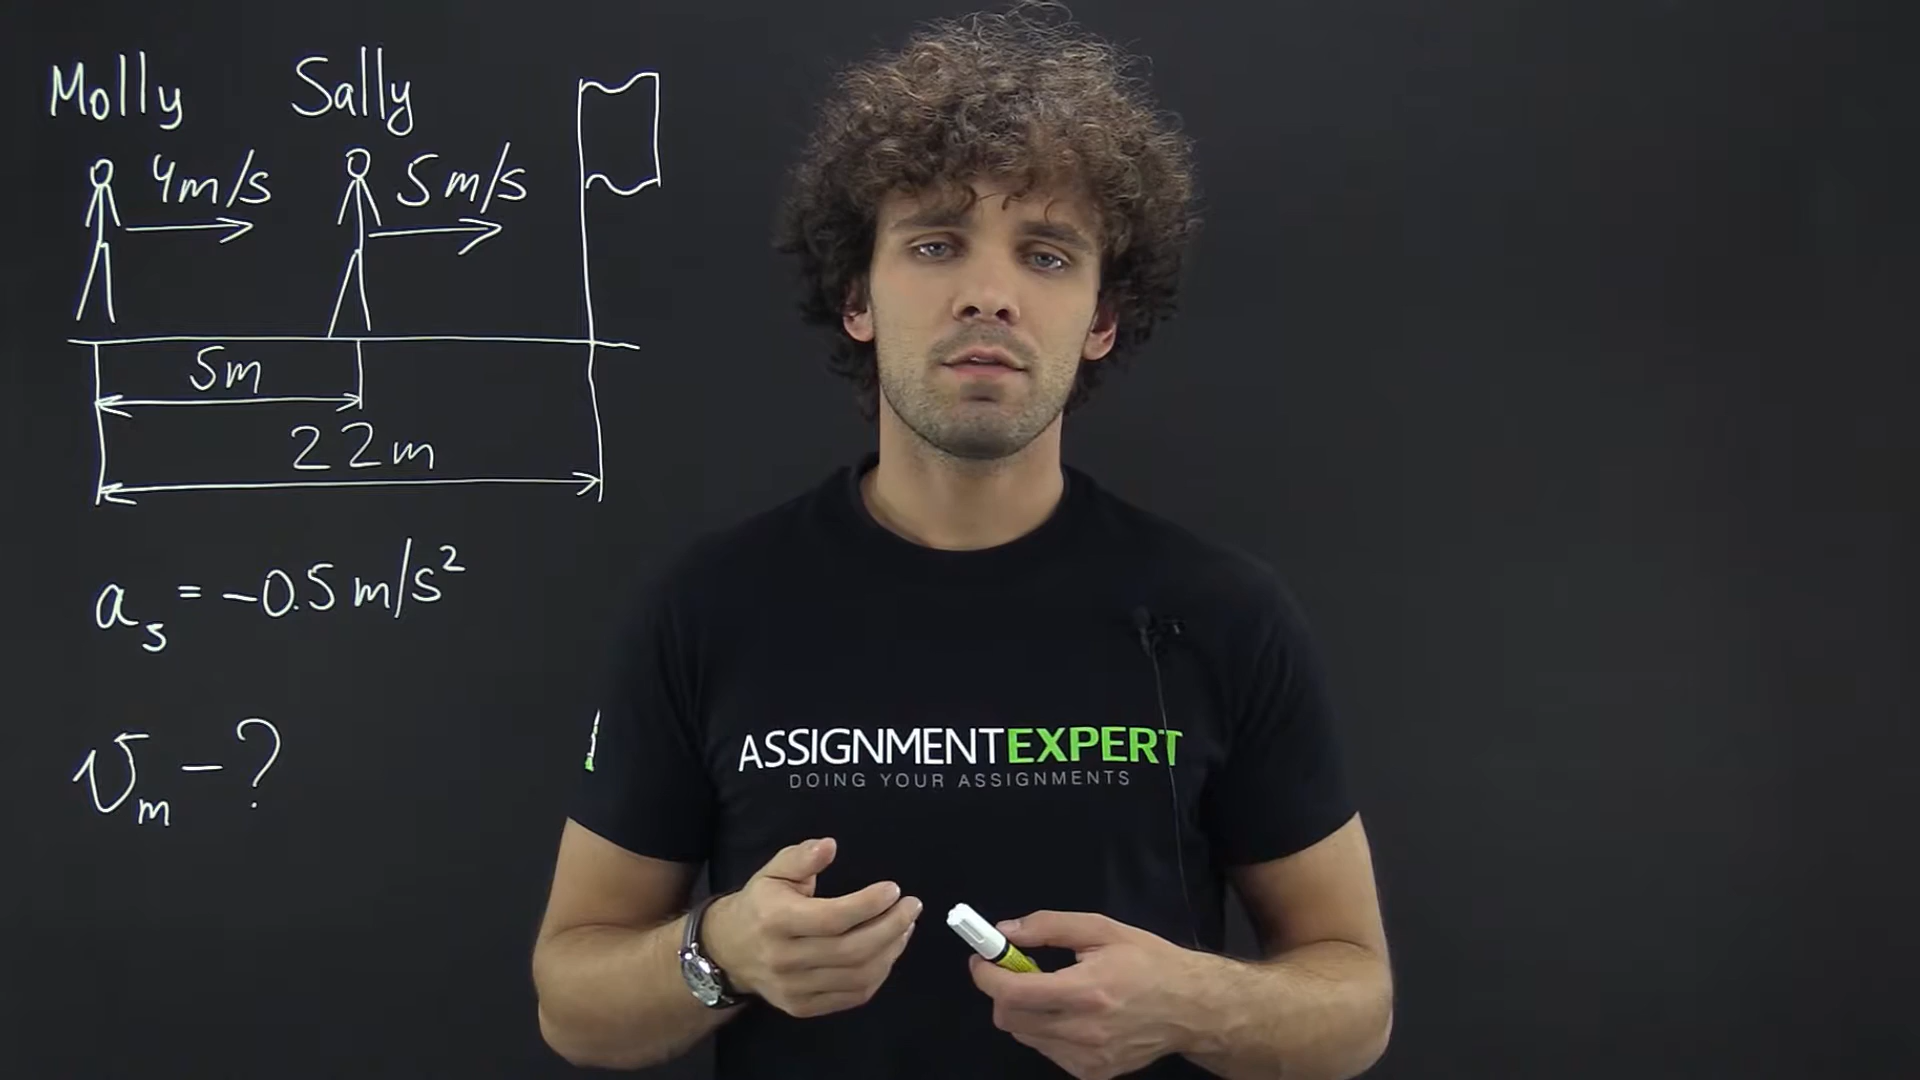 Molly Sally
4m/s 5m/s
5m
22m
a_s = -0.5 m/s²
v_m - ?
ASSIGNMENTEXPERT
DOING YOUR ASSIGNMENTS